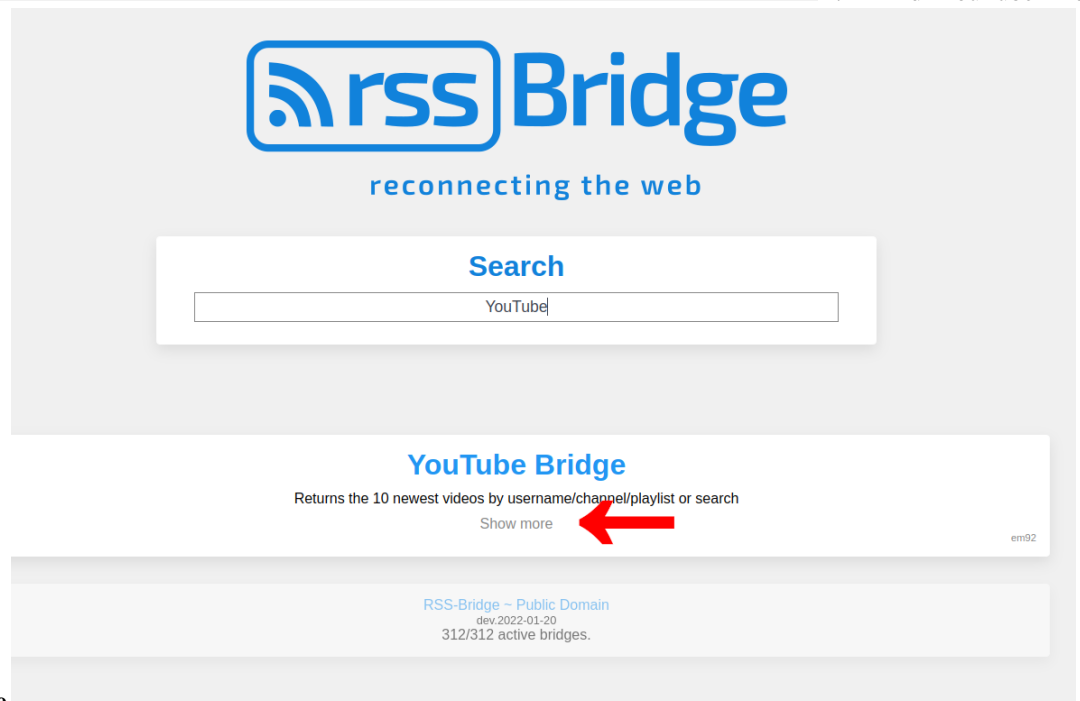 rss Bridge
reconnecting the web
Search
YouTube
YouTube Bridge
Returns the 10 newest videos by username/channel/playlist or search
Show more
em92
RSS-Bridge ~ Public Domain
dev.2022-01-20
312/312 active bridges.